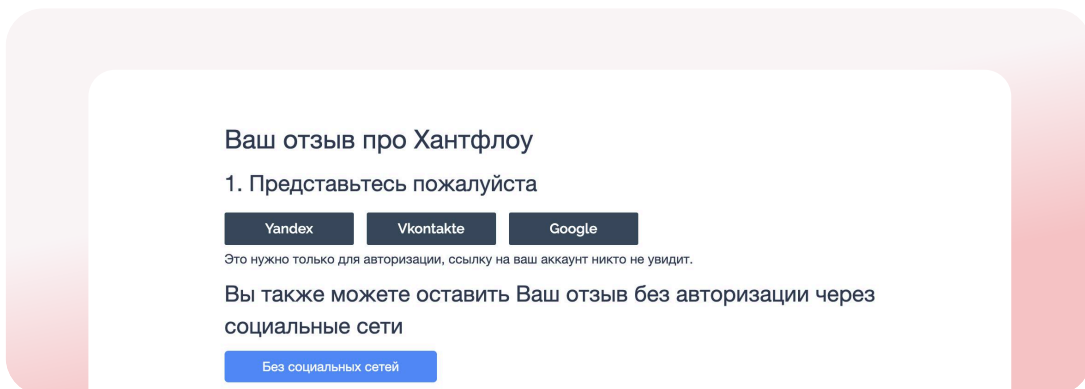 Ваш отзыв про Хантфлоу
1. Представьтесь пожалуйста
Yandex Vkontakte Google
Это нужно только для авторизации, ссылку на ваш аккаунт никто не увидит.
Вы также можете оставить Ваш отзыв без авторизации через
социальные сети
Без социальных сетей